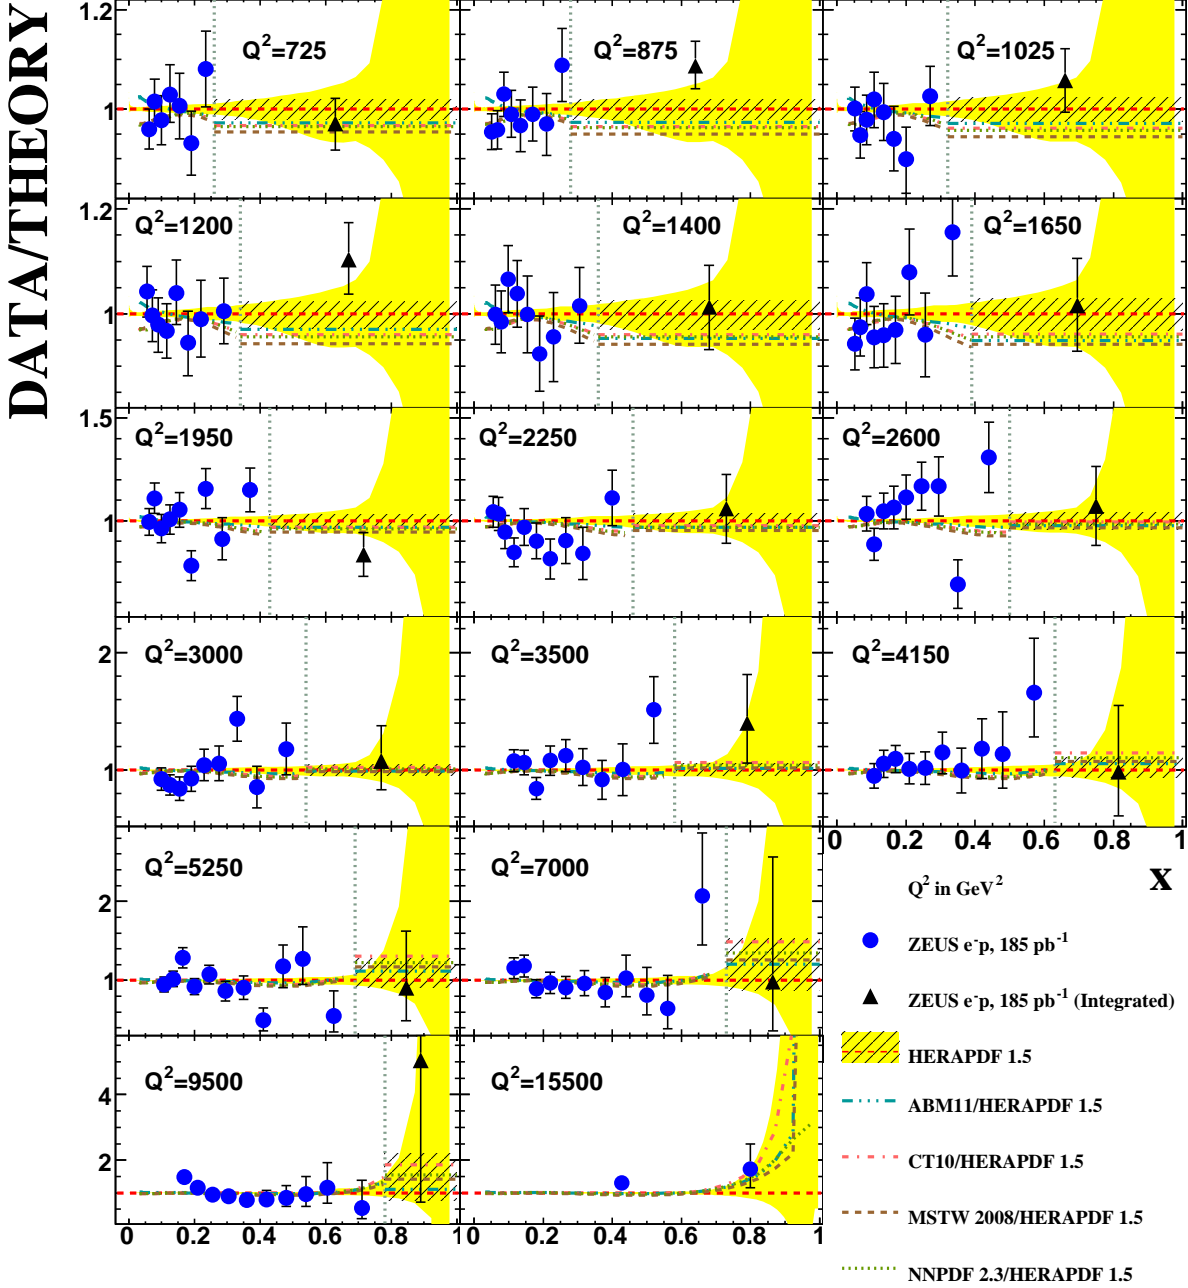 DATA/THEORY
1.2
1
Q²=725
Q²=875
Q²=1025
1.2
1
Q²=1200
Q²=1400
Q²=1650
1.5
1
Q²=1950
Q²=2250
Q²=2600
2
1
Q²=3000
Q²=3500
Q²=4150
0 0.2 0.4 0.6 0.8 1
x
2
1
Q²=5250
Q²=7000
4
2
Q²=9500
Q²=15500
0 0.2 0.4 0.6 0.8 1
0 0.2 0.4 0.6 0.8 1
Q² in GeV²
ZEUS e⁻p, 185 pb⁻¹
ZEUS e⁻p, 185 pb⁻¹ (Integrated)
HERAPDF 1.5
ABM11/HERAPDF 1.5
CT10/HERAPDF 1.5
MSTW 2008/HERAPDF 1.5
NNPDF 2.3/HERAPDF 1.5